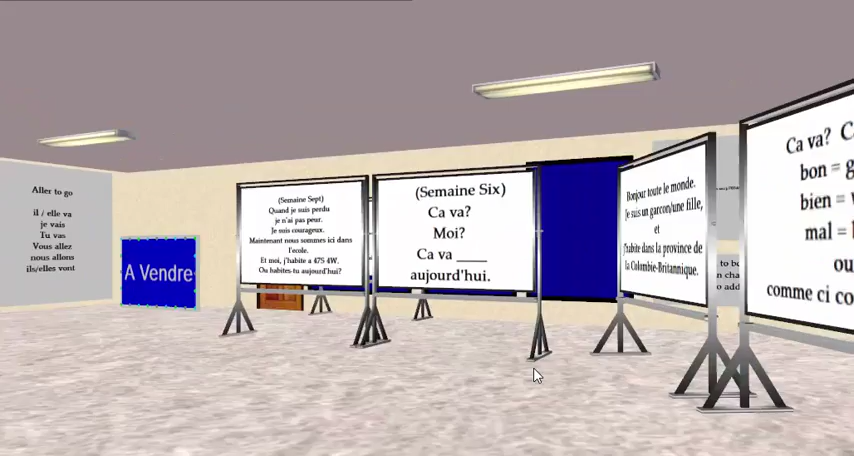 Aller to go
il / elle va
je vais
Tu vas
Vous allez
nous allons
ils/elles vont
A Vendre
(Semaine Sept)
Quand je suis perdu
je n'ai pas peur.
Je suis courageux.
Maintenant nous sommes ici dans
l'ecole.
Et moi, j'habite a 475 4W.
Ou habites-tu aujourd'hui?
(Semaine Six)
Ca va?
Moi?
Ca va ____
aujourd'hui.
Bonjour toute le monde.
Je suis un garcon/une fille,
et
j'habite dans la province de
la Colombie-Britannique.
Ca va? C
bon = g
bien =
mal =
ou
comme ci co